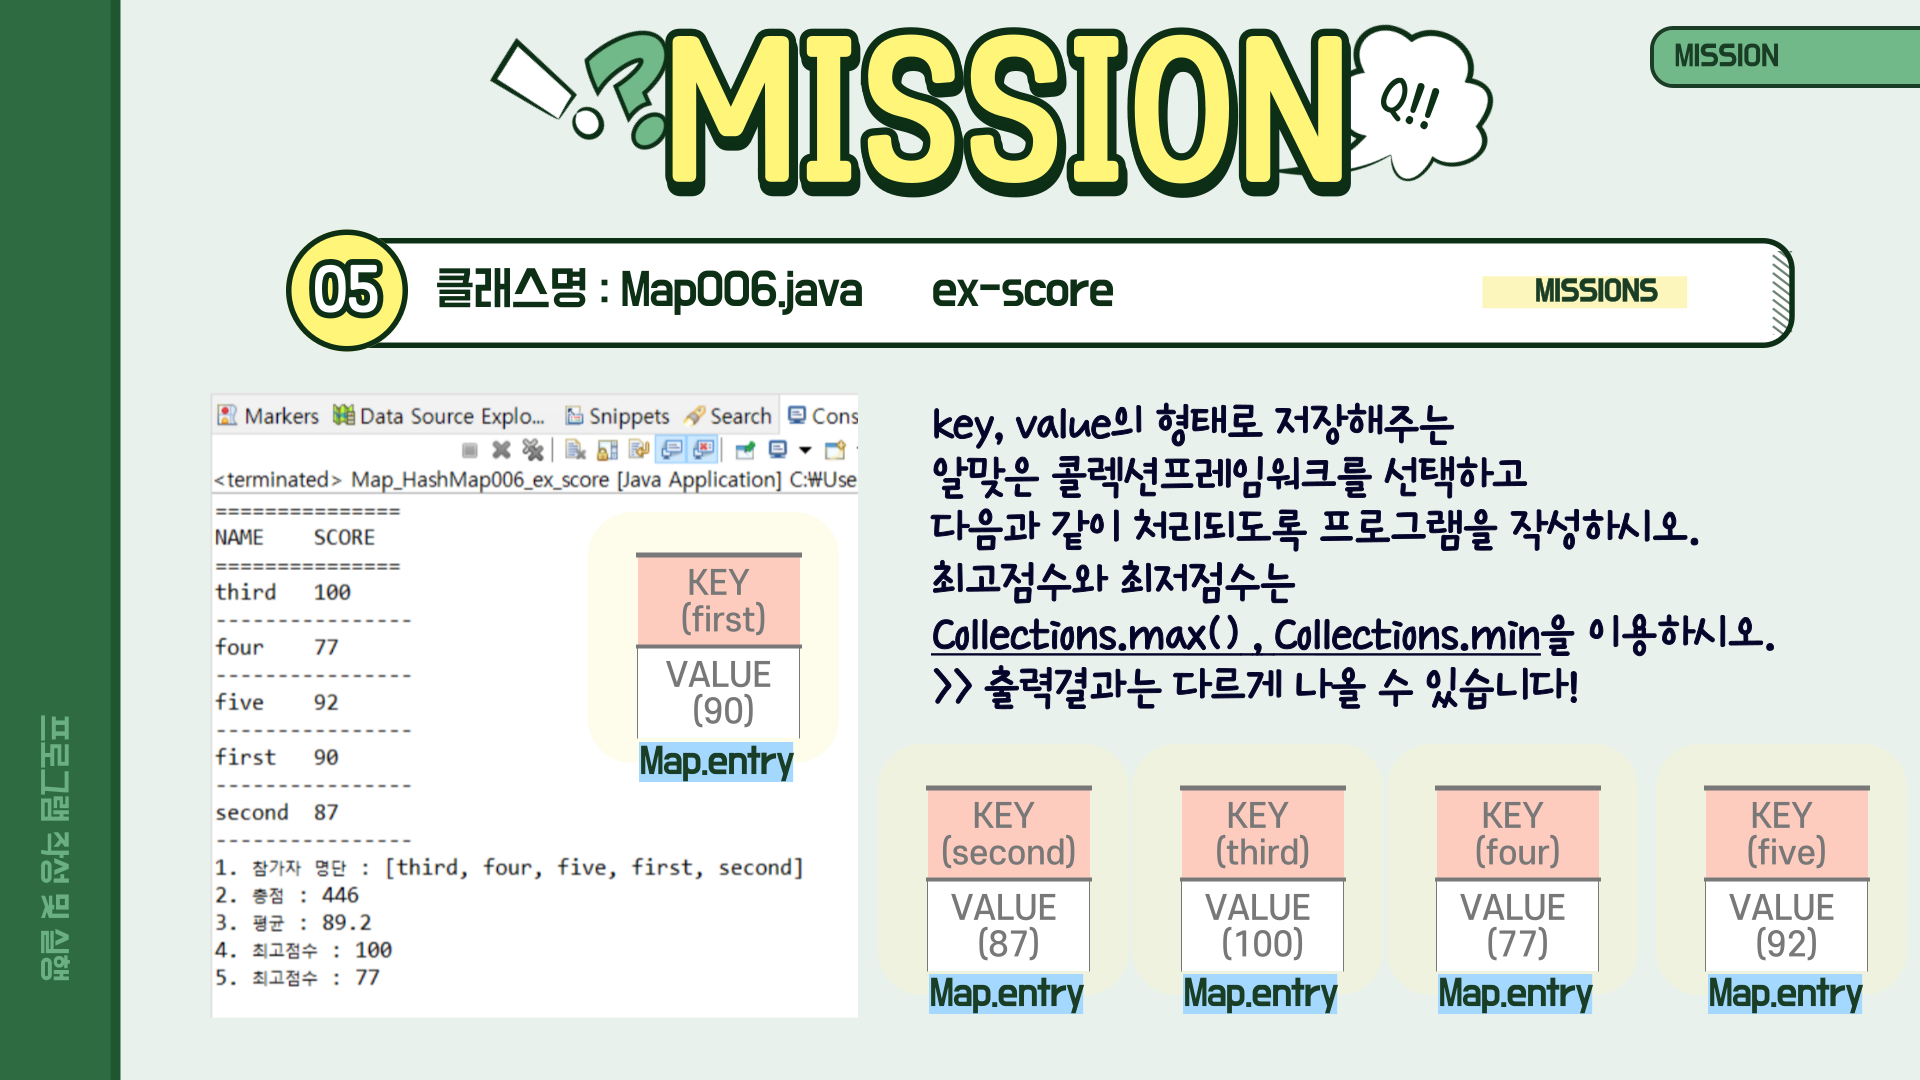 MISSION
Q!!
MISSION
05
클래스명 : Map006.java ex-score
MISSIONS
Markers Data Source Explo... Snippets Search Cons
<terminated> Map_HashMap006_ex_score [Java Application] C:₩Use
===============
NAME SCORE
===============
third 100
----------------
four 77
----------------
five 92
----------------
first 90
----------------
second 87
----------------
1. 참가자 명단 : [third, four, five, first, second]
2. 총점 : 446
3. 평균 : 89.2
4. 최고점수 : 100
5. 최고점수 : 77
KEY
(first)
VALUE
(90)
Map.entry
key, value의 형태로 저장해주는
알맞은 콜렉션프레임워크를 선택하고
다음과 같이 처리되도록 프로그램을 작성하시오.
최고점수와 최저점수는
Collections.max() , Collections.min을 이용하시오.
>> 출력결과는 다르게 나올 수 있습니다!
KEY
(second)
VALUE
(87)
Map.entry
KEY
(third)
VALUE
(100)
Map.entry
KEY
(four)
VALUE
(77)
Map.entry
KEY
(five)
VALUE
(92)
Map.entry
프로그램 작성 및 실행